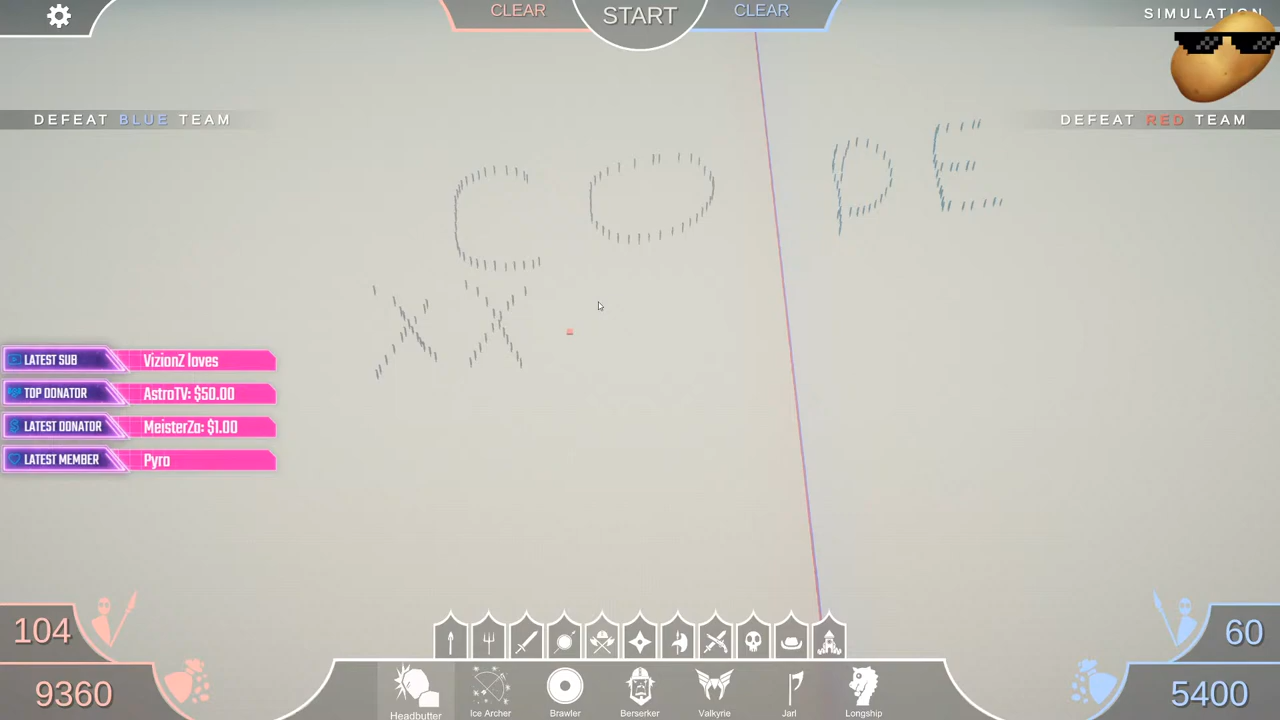 CLEAR START CLEAR
SIMULATION
DEFEAT BLUE TEAM
DEFEAT RED TEAM
CODE
XX
LATEST SUB VizionZ loves
TOP DONATOR AstroTV: $50.00
LATEST DONATOR MeisterZa: $1.00
LATEST MEMBER Pyro
104
60
9360
5400
Headbutter Ice Archer Brawler Berserker Valkyrie Jarl Longship